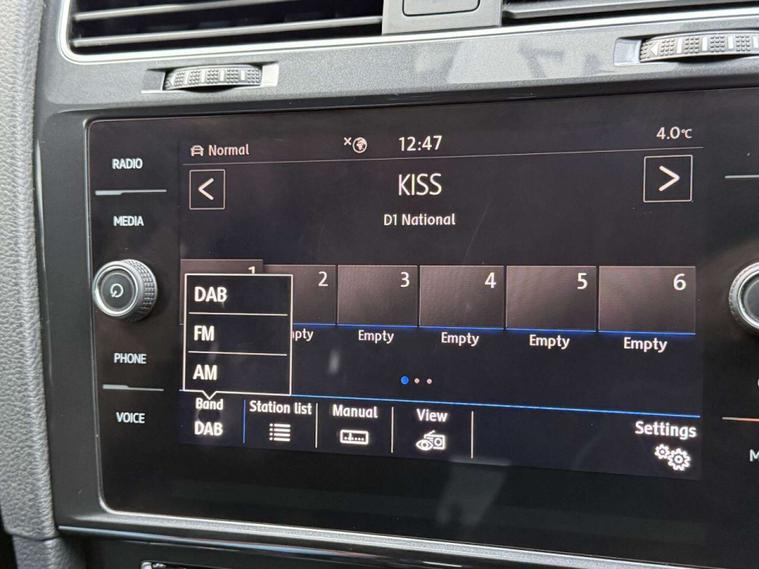 RADIO
MEDIA
PHONE
VOICE
Normal
12:47
4.0°C
<
KISS
>
D1 National
1
2
3
4
5
6
DAB
FM
AM
mpty
Empty
Empty
Empty
Empty
Band
DAB
Station list
Manual
View
Settings
M